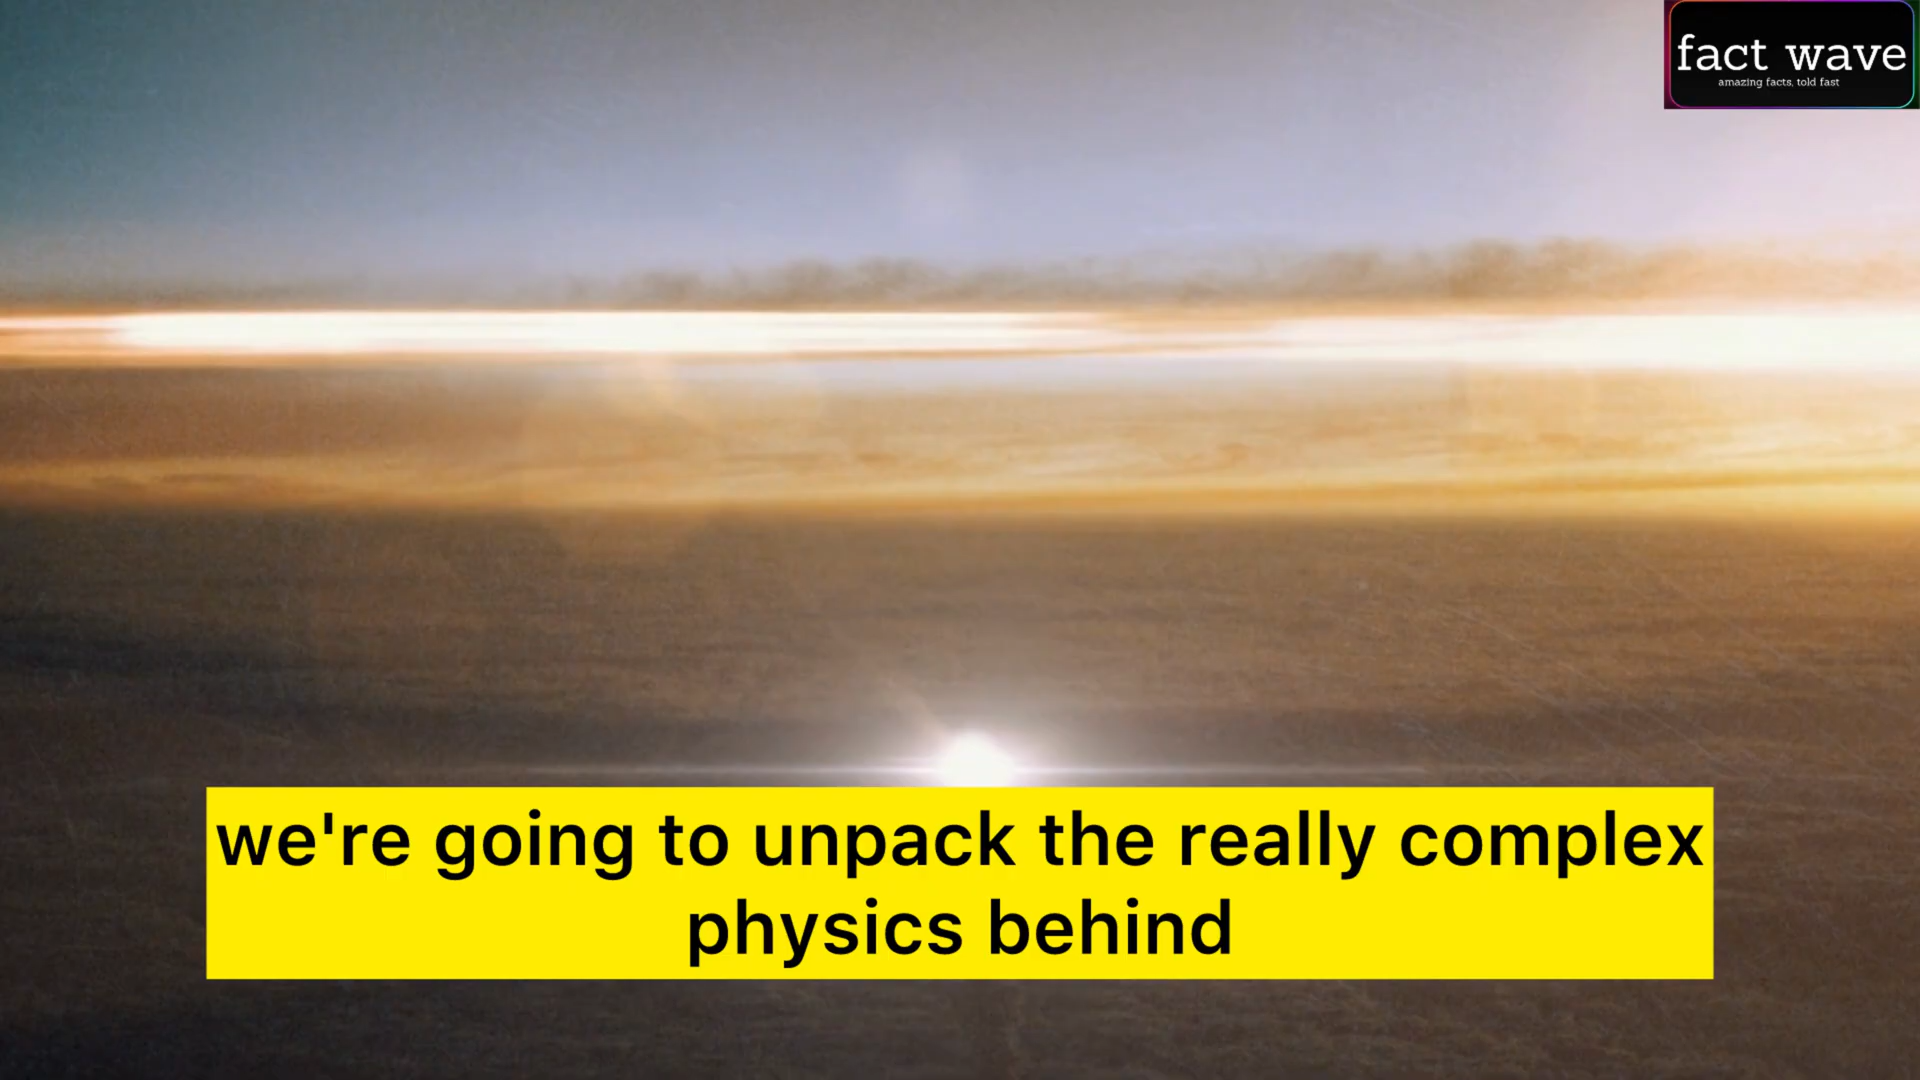 fact wave
amazing facts, told fast
we're going to unpack the really complex
physics behind